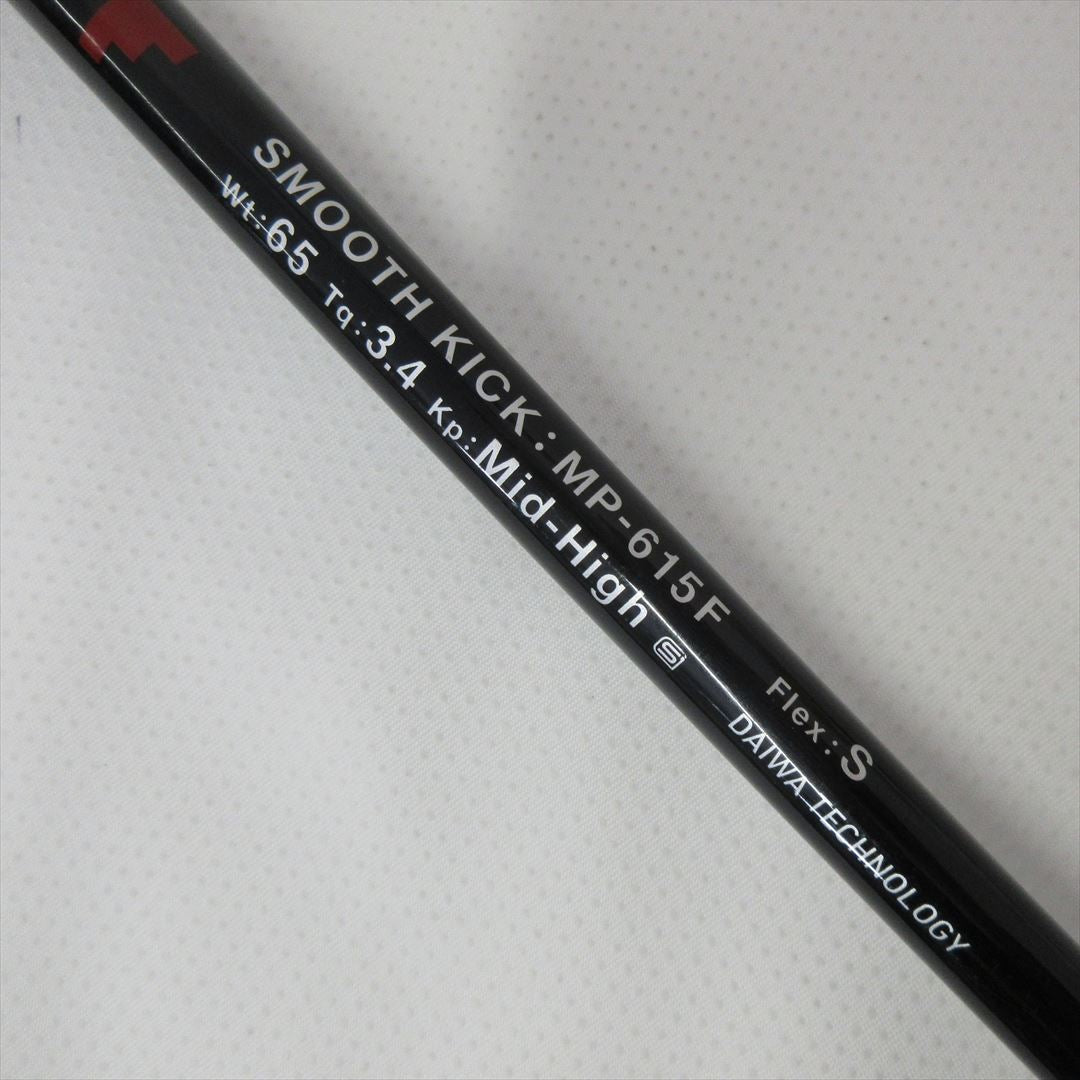 SMOOTH KICK: MP-615F Flex: S
Wt: 65 Tq: 3.4 Kp: Mid-High S DAIWA TECHNOLOGY